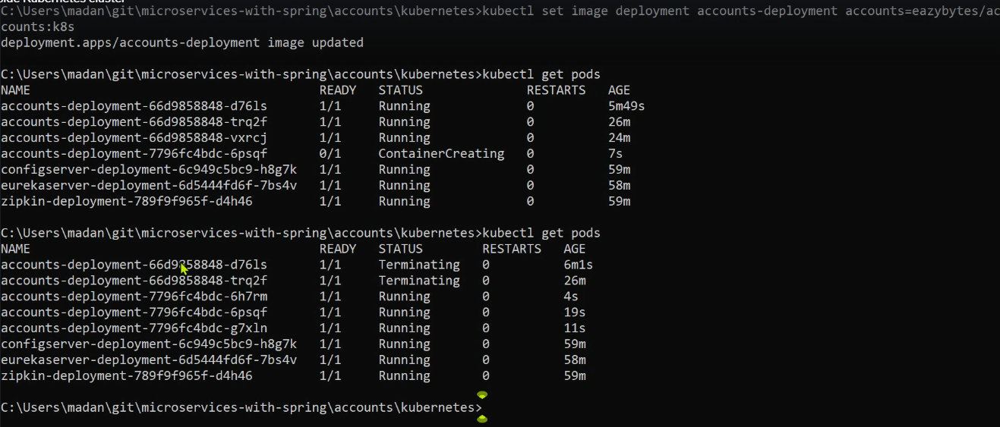 side Kubernetes cluster
C:\Users\madan\git\microservices-with-spring\accounts\kubernetes>kubectl set image deployment accounts-deployment accounts=eazybytes/ac
counts:k8s
deployment.apps/accounts-deployment image updated
C:\Users\madan\git\microservices-with-spring\accounts\kubernetes>kubectl get pods
NAME READY STATUS RESTARTS AGE
accounts-deployment-66d9858848-d76ls 1/1 Running 0 5m49s
accounts-deployment-66d9858848-trq2f 1/1 Running 0 26m
accounts-deployment-66d9858848-vxrcj 1/1 Running 0 24m
accounts-deployment-7796fc4bdc-6psqf 0/1 ContainerCreating 0 7s
configserver-deployment-6c949c5bc9-h8g7k 1/1 Running 0 59m
eurekaserver-deployment-6d5444fd6f-7bs4v 1/1 Running 0 58m
zipkin-deployment-789f9f965f-d4h46 1/1 Running 0 59m
C:\Users\madan\git\microservices-with-spring\accounts\kubernetes>kubectl get pods
NAME READY STATUS RESTARTS AGE
accounts-deployment-66d9858848-d76ls 1/1 Terminating 0 6m1s
accounts-deployment-66d9858848-trq2f 1/1 Terminating 0 26m
accounts-deployment-7796fc4bdc-6h7rm 1/1 Running 0 4s
accounts-deployment-7796fc4bdc-6psqf 1/1 Running 0 19s
accounts-deployment-7796fc4bdc-g7xln 1/1 Running 0 11s
configserver-deployment-6c949c5bc9-h8g7k 1/1 Running 0 59m
eurekaserver-deployment-6d5444fd6f-7bs4v 1/1 Running 0 58m
zipkin-deployment-789f9f965f-d4h46 1/1 Running 0 59m
C:\Users\madan\git\microservices-with-spring\accounts\kubernetes>